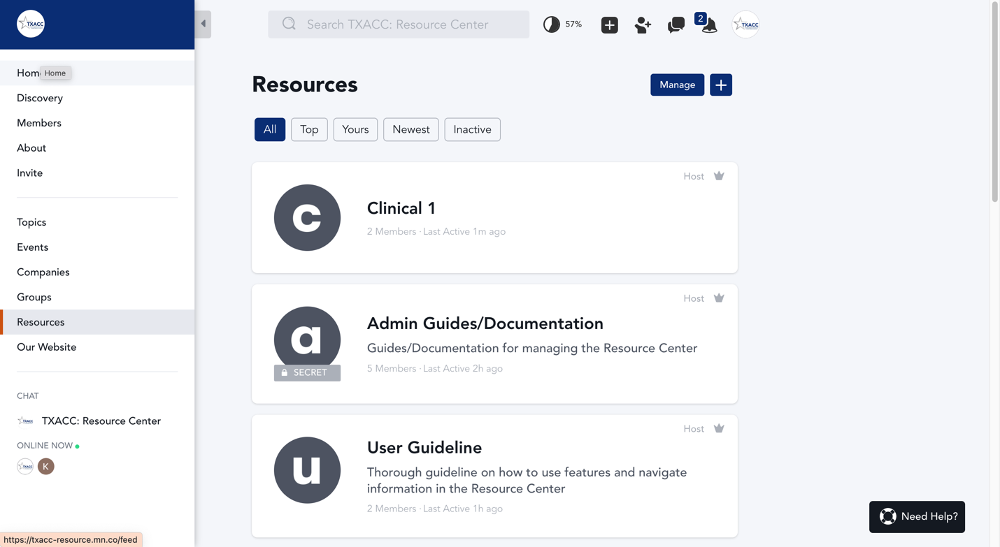 TXACC
Search TXACC: Resource Center
57%
2
TXACC
Home
Home
Discovery
Members
About
Invite
Topics
Events
Companies
Groups
Resources
Our Website
CHAT
TXACC
TXACC: Resource Center
ONLINE NOW
TXACC
K
https://txacc-resource.mn.co/feed
Resources
Manage
All
Top
Yours
Newest
Inactive
Host
c
Clinical 1
2 Members · Last Active 1m ago
Host
a
SECRET
Admin Guides/Documentation
Guides/Documentation for managing the Resource Center
5 Members · Last Active 2h ago
Host
u
User Guideline
Thorough guideline on how to use features and navigate
information in the Resource Center
2 Members · Last Active 1h ago
Need Help?